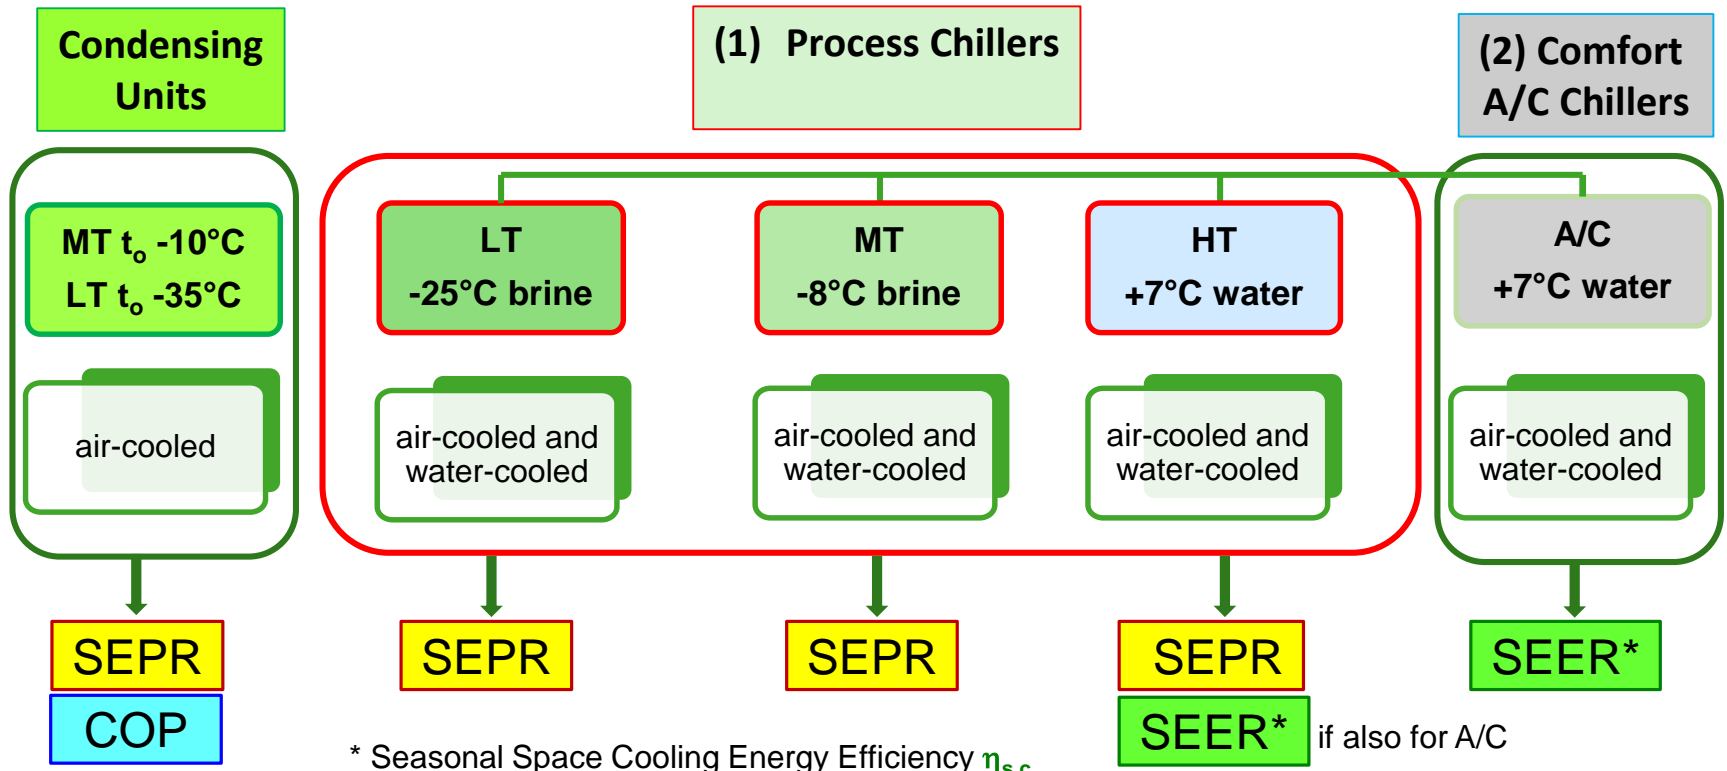 Condensing
Units
(1) Process Chillers
(2) Comfort
A/C Chillers
MT to -10°C
LT to -35°C
LT
-25°C brine
MT
-8°C brine
HT
+7°C water
A/C
+7°C water
air-cooled
air-cooled and
water-cooled
air-cooled and
water-cooled
air-cooled and
water-cooled
air-cooled and
water-cooled
SEPR
COP
SEPR
SEPR
SEPR
SEER* if also for A/C
SEER*
* Seasonal Space Cooling Energy Efficiency ηs,c